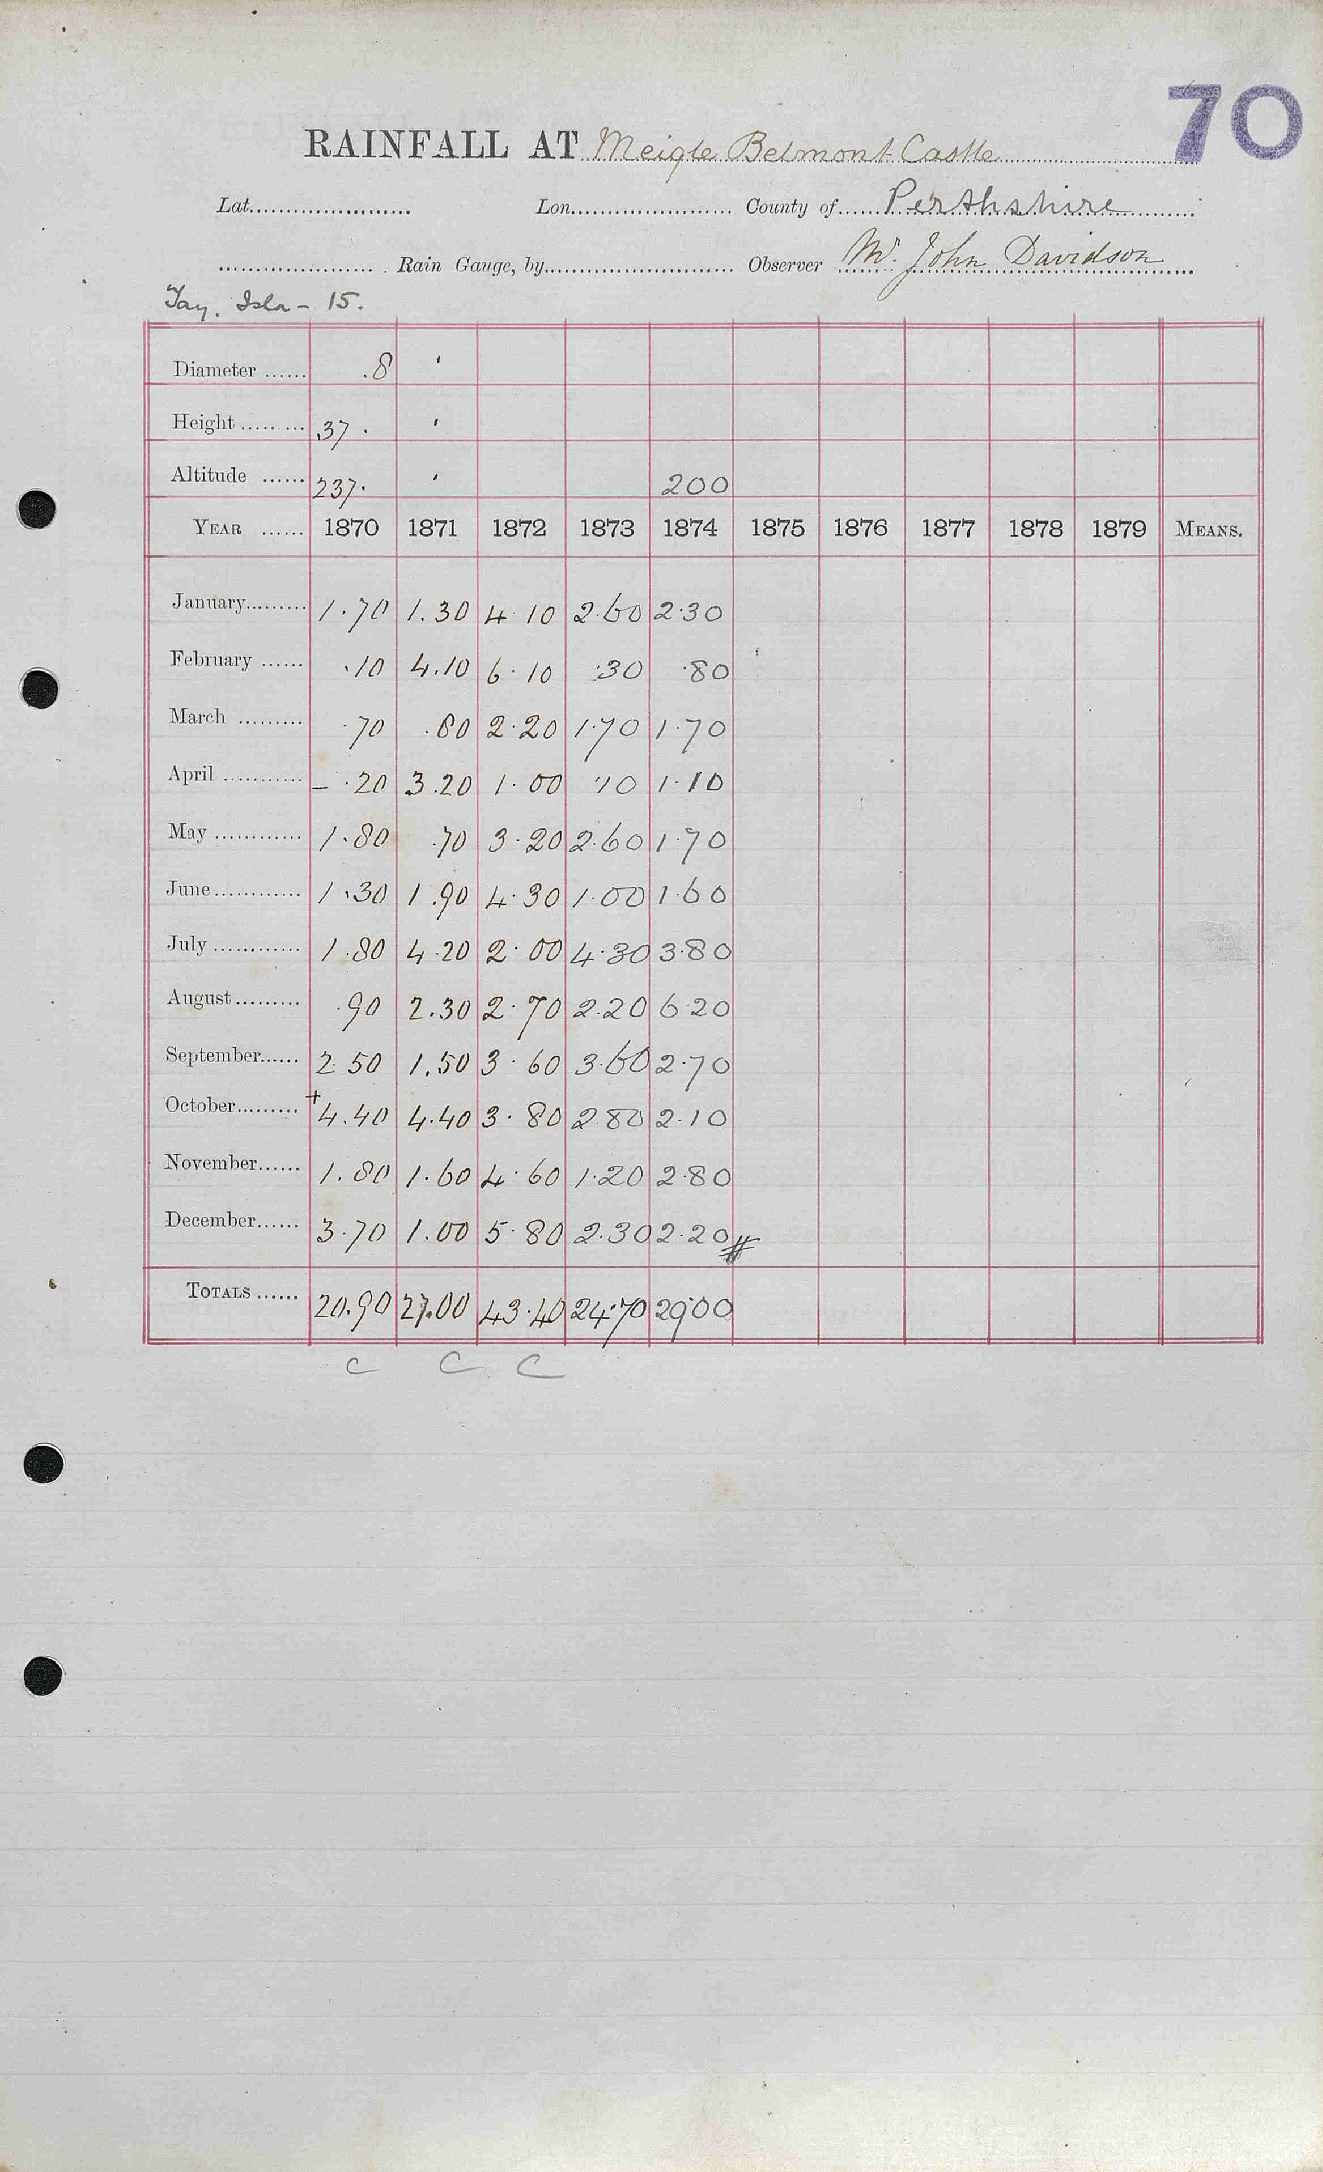 70
RAINFALL AT Meigle Belmont Castle
Lat. Lon. County of Perthshire
Rain Gauge, by Observer Mr. John Davidson
Tay. Isla - 15.
Diameter ...... .8 '
Height ......... 37. '
Altitude ...... 237. ' 200
YEAR ...... 1870 1871 1872 1873 1874 1875 1876 1877 1878 1879 MEANS.
January......... 1.70 1.30 4.10 2.60 2.30
February ...... .10 4.10 6.10 .30 .80
March ......... .70 .80 2.20 1.70 1.70
April ........... - .20 3.20 1.00 .10 1.10
May ............ 1.80 .70 3.20 2.60 1.70
June............ 1.30 1.90 4.30 1.00 1.60
July ............ 1.80 4.20 2.00 4.30 3.80
August......... .90 2.30 2.70 2.20 6.20
September...... 2.50 1.50 3.60 3.60 2.70
October......... +4.40 4.40 3.80 2.80 2.10
November...... 1.80 1.60 4.60 1.20 2.80
December...... 3.70 1.00 5.80 2.30 2.20 #
TOTALS ...... 20.90 27.00 43.40 24.70 29.00
C C C